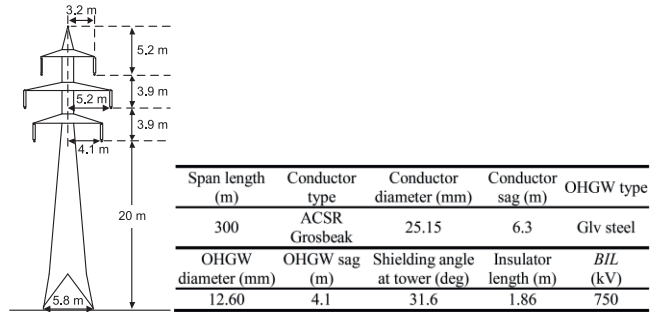 3.2 m
5.2 m
3.9 m
5.2 m
3.9 m
4.1 m
20 m
5.8 m
Span length (m) Conductor type Conductor diameter (mm) Conductor sag (m) OHGW type
300 ACSR Grosbeak 25.15 6.3 Glv steel
OHGW diameter (mm) OHGW sag (m) Shielding angle at tower (deg) Insulator length (m) BIL (kV)
12.60 4.1 31.6 1.86 750